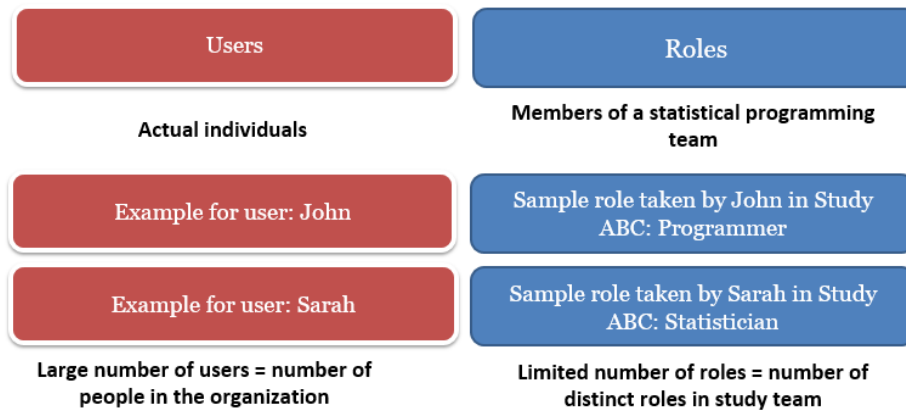 Users
Roles
Actual individuals
Members of a statistical programming
team
Example for user: John
Sample role taken by John in Study
ABC: Programmer
Example for user: Sarah
Sample role taken by Sarah in Study
ABC: Statistician
Large number of users = number of
people in the organization
Limited number of roles = number of
distinct roles in study team